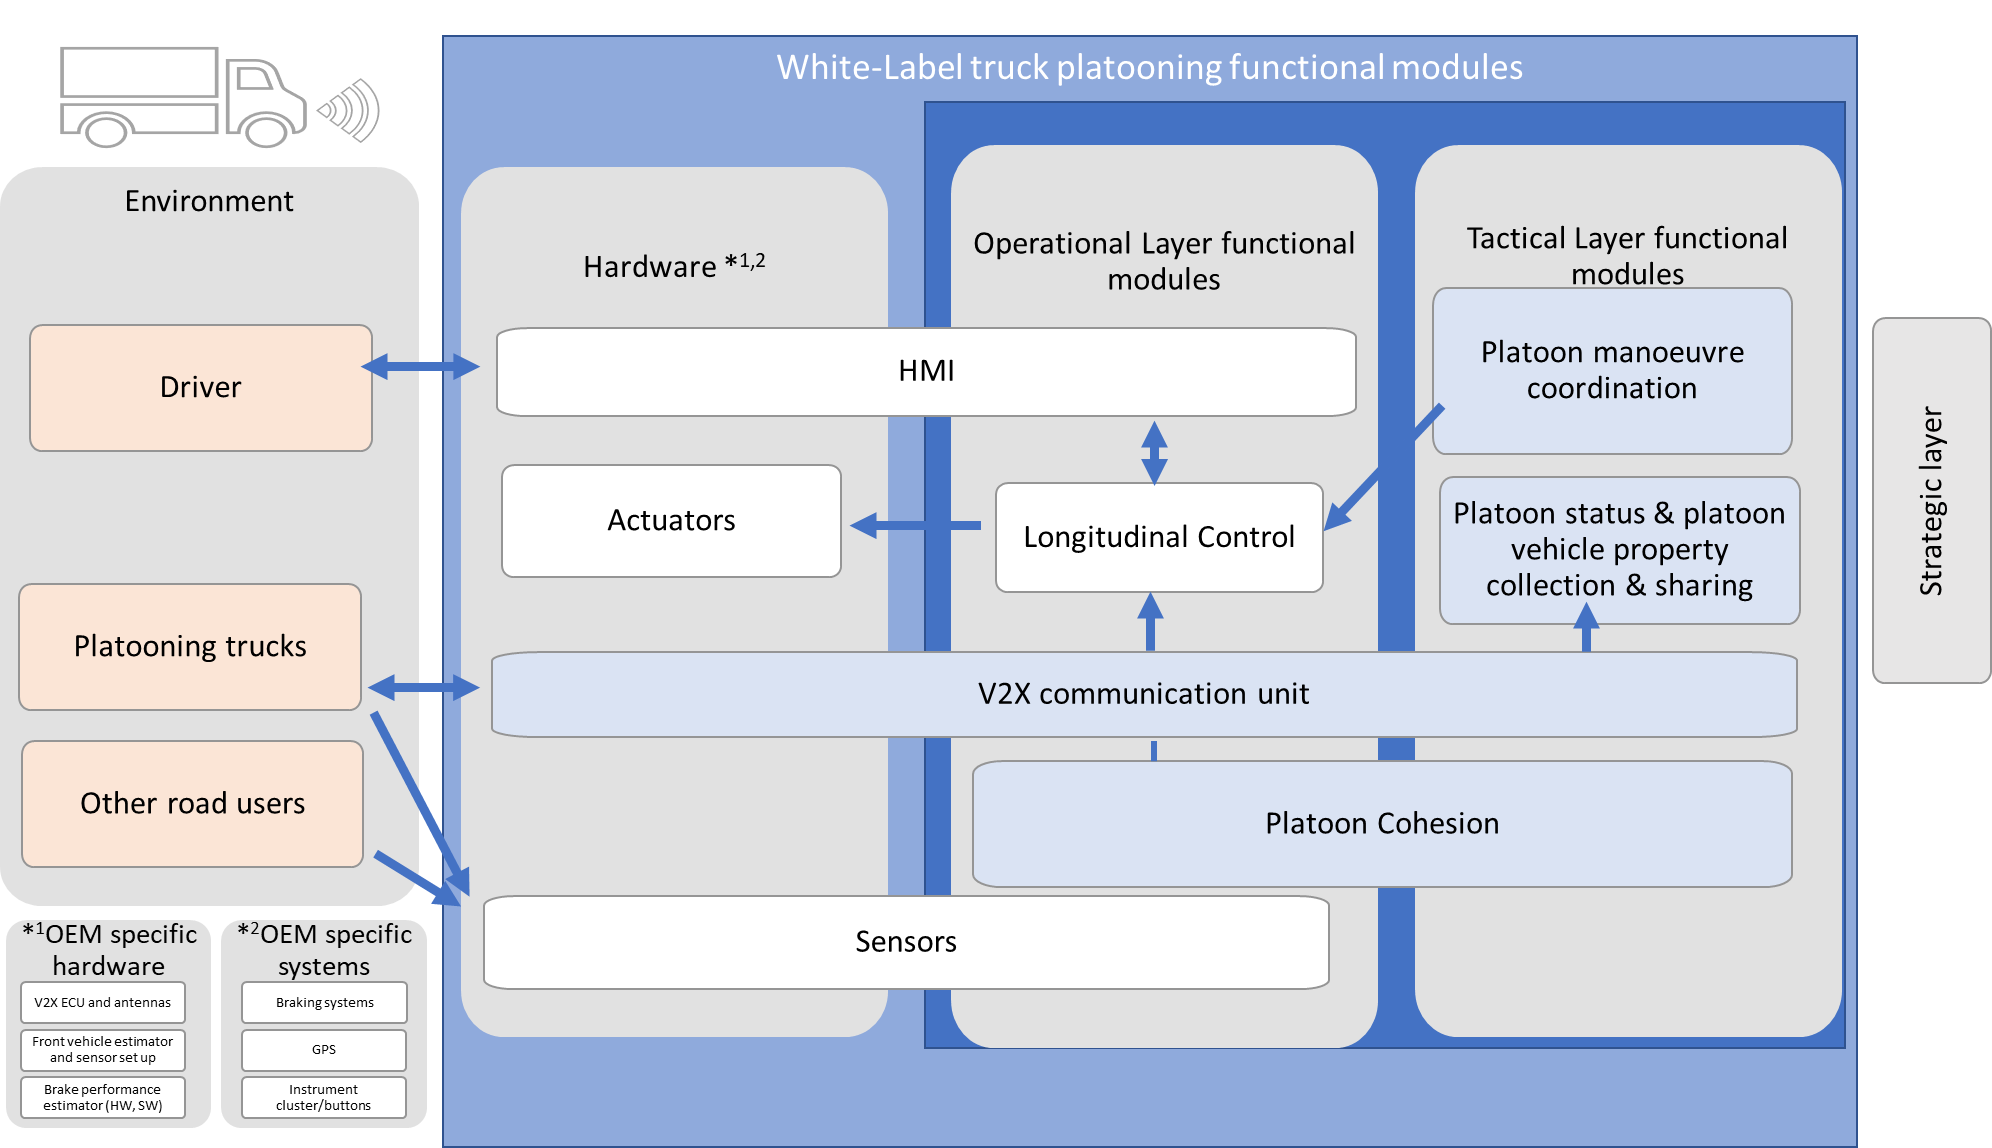 White-Label truck platooning functional modules
Environment
Driver
Platooning trucks
Other road users
Hardware *1,2
Operational Layer functional
modules
Tactical Layer functional
modules
HMI
Actuators
Longitudinal Control
Platoon manoeuvre
coordination
Platoon status & platoon
vehicle property
collection & sharing
V2X communication unit
Platoon Cohesion
Sensors
Strategic layer
*1OEM specific
hardware
V2X ECU and antennas
Front vehicle estimator
and sensor set up
Brake performance
estimator (HW, SW)
*2OEM specific
systems
Braking systems
GPS
Instrument
cluster/buttons